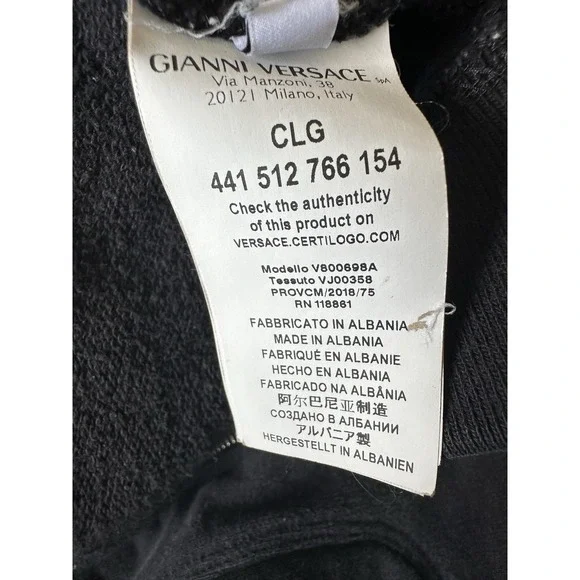 GIANNI VERSACE SpA
Via Manzoni, 38
20121 Milano, Italy
CLG
441 512 766 154
Check the authenticity
of this product on
VERSACE.CERTILOGO.COM
Modello V800698A
Tessuto VJ00358
PROVCM/2018/75
RN 118861
FABBRICATO IN ALBANIA
MADE IN ALBANIA
FABRIQUÉ EN ALBANIE
HECHO EN ALBANIA
FABRICADO NA ALBÂNIA
阿尔巴尼亚制造
СОЗДАНО В АЛБАНИИ
アルバニア製
HERGESTELLT IN ALBANIEN